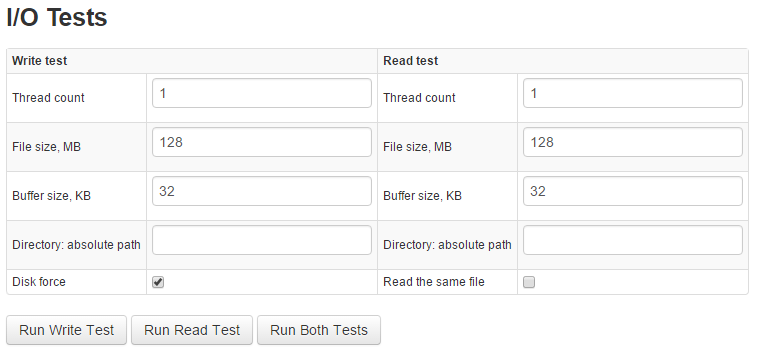 I/O Tests
Write test Read test
Thread count 1 Thread count 1
File size, MB 128 File size, MB 128
Buffer size, KB 32 Buffer size, KB 32
Directory: absolute path Directory: absolute path
Disk force Read the same file
Run Write Test Run Read Test Run Both Tests